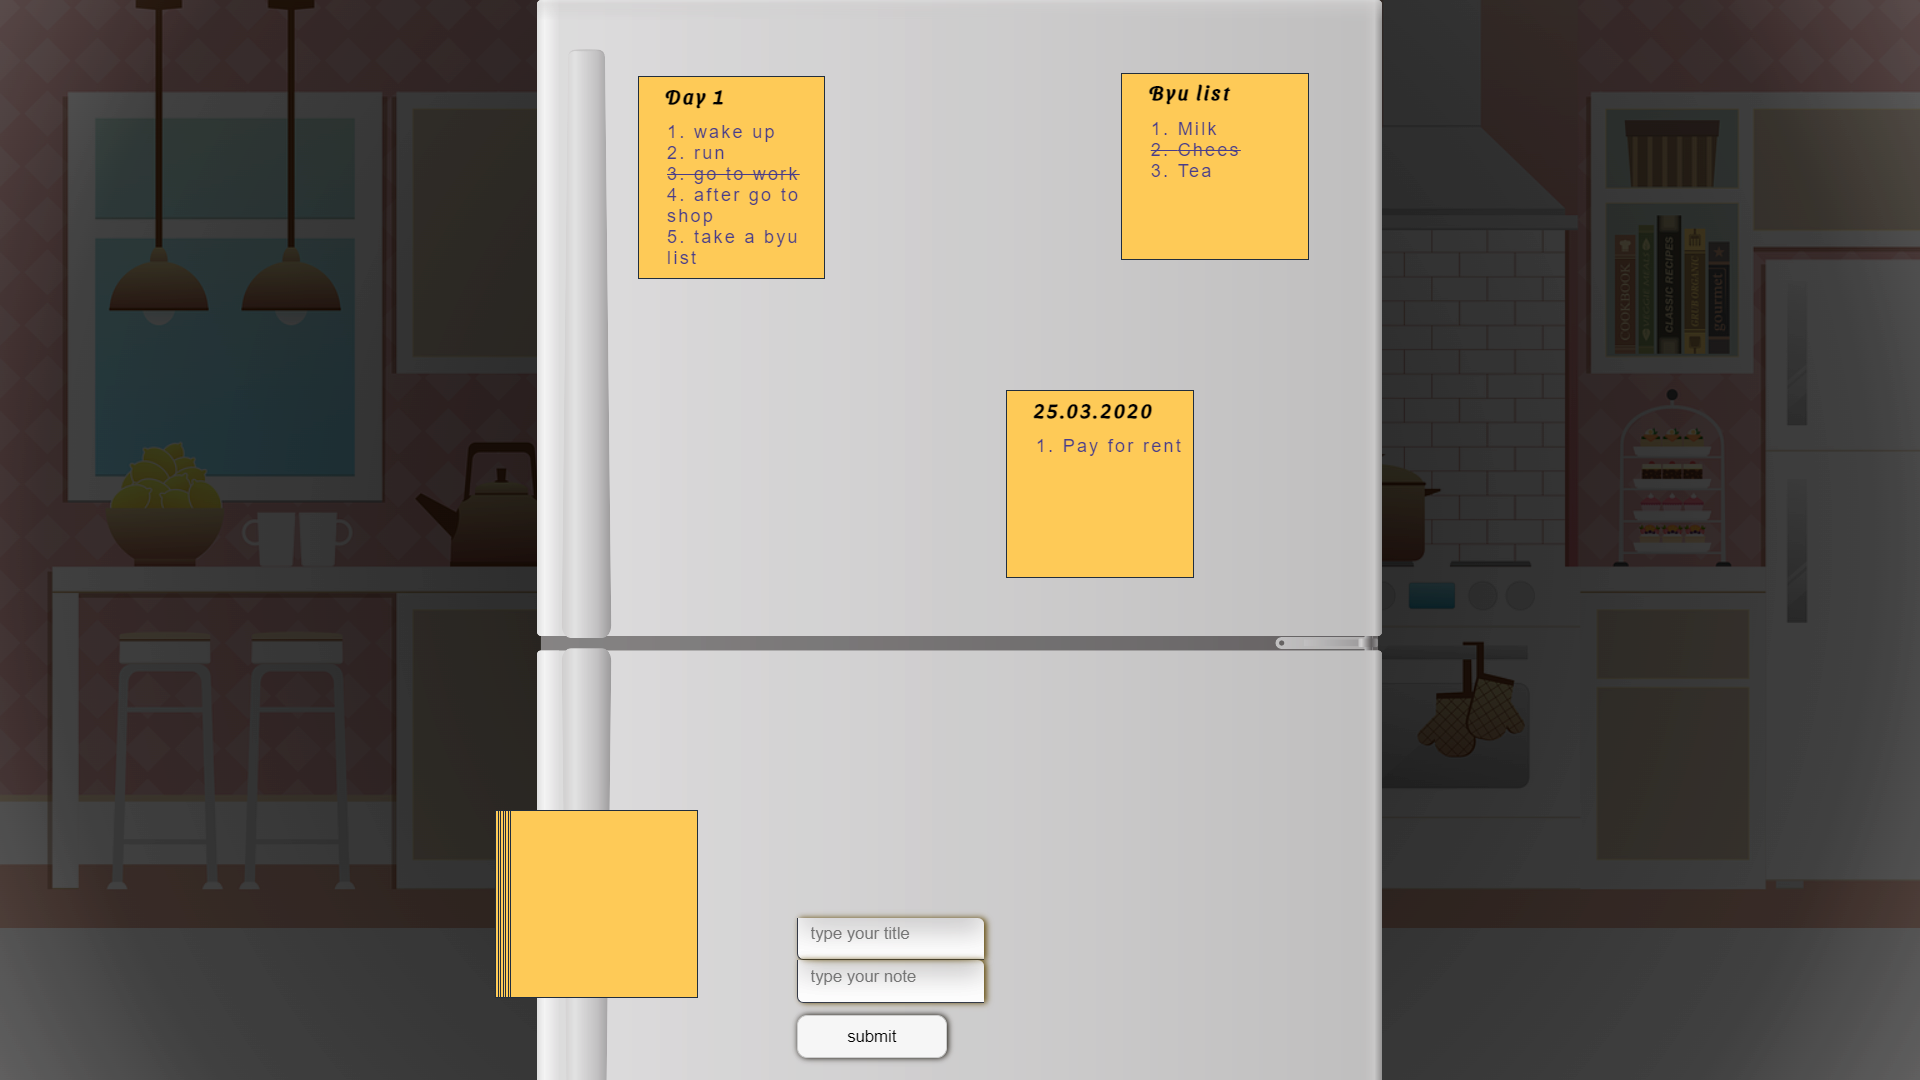 Day 1
1. wake up
2. run
3. go to work
4. after go to
shop
5. take a byu
list
Byu list
1. Milk
2. Chees
3. Tea
COOKBOOK
CLASSIC RECIPES
gourmet
25.03.2020
1. Pay for rent
type your title
type your note
submit